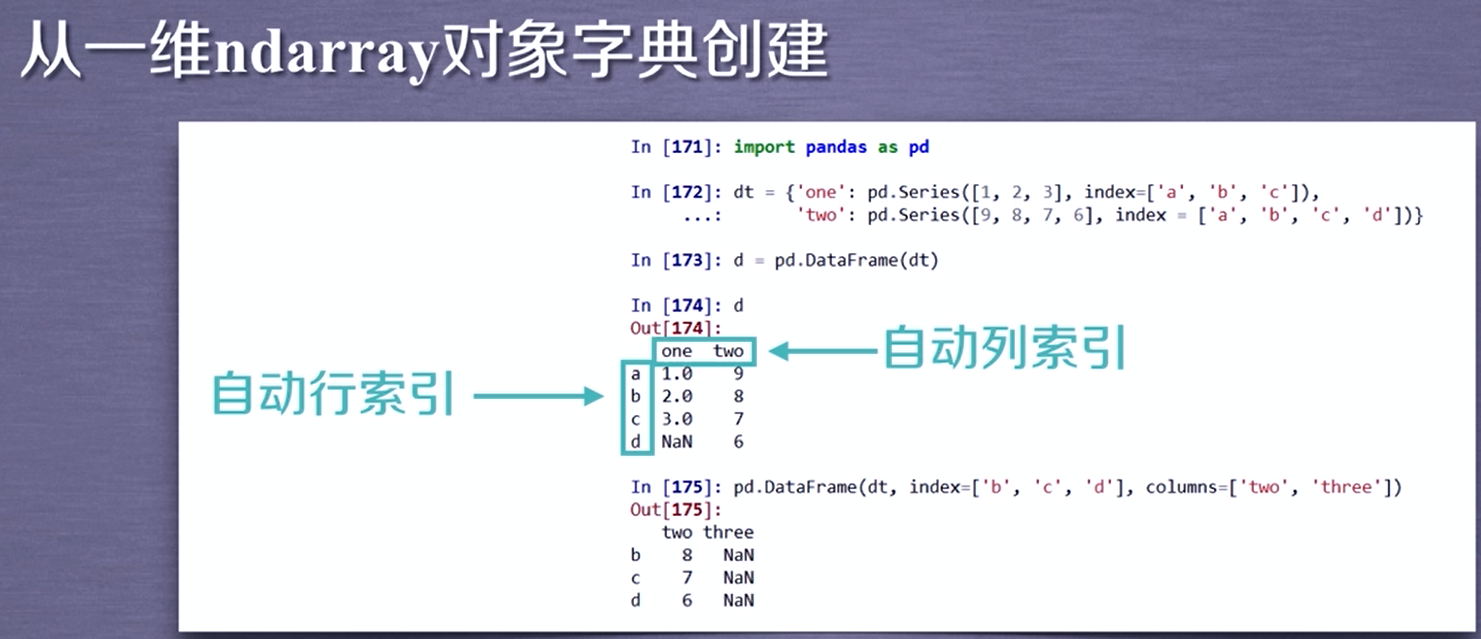 从一维ndarray对象字典创建
In [171]: import pandas as pd
In [172]: dt = {'one': pd.Series([1, 2, 3], index=['a', 'b', 'c']),
...: 'two': pd.Series([9, 8, 7, 6], index = ['a', 'b', 'c', 'd'])}
In [173]: d = pd.DataFrame(dt)
In [174]: d
Out[174]:
one two
自动列索引
a 1.0 9
自动行索引
b 2.0 8
c 3.0 7
d NaN 6
In [175]: pd.DataFrame(dt, index=['b', 'c', 'd'], columns=['two', 'three'])
Out[175]:
two three
b 8 NaN
c 7 NaN
d 6 NaN